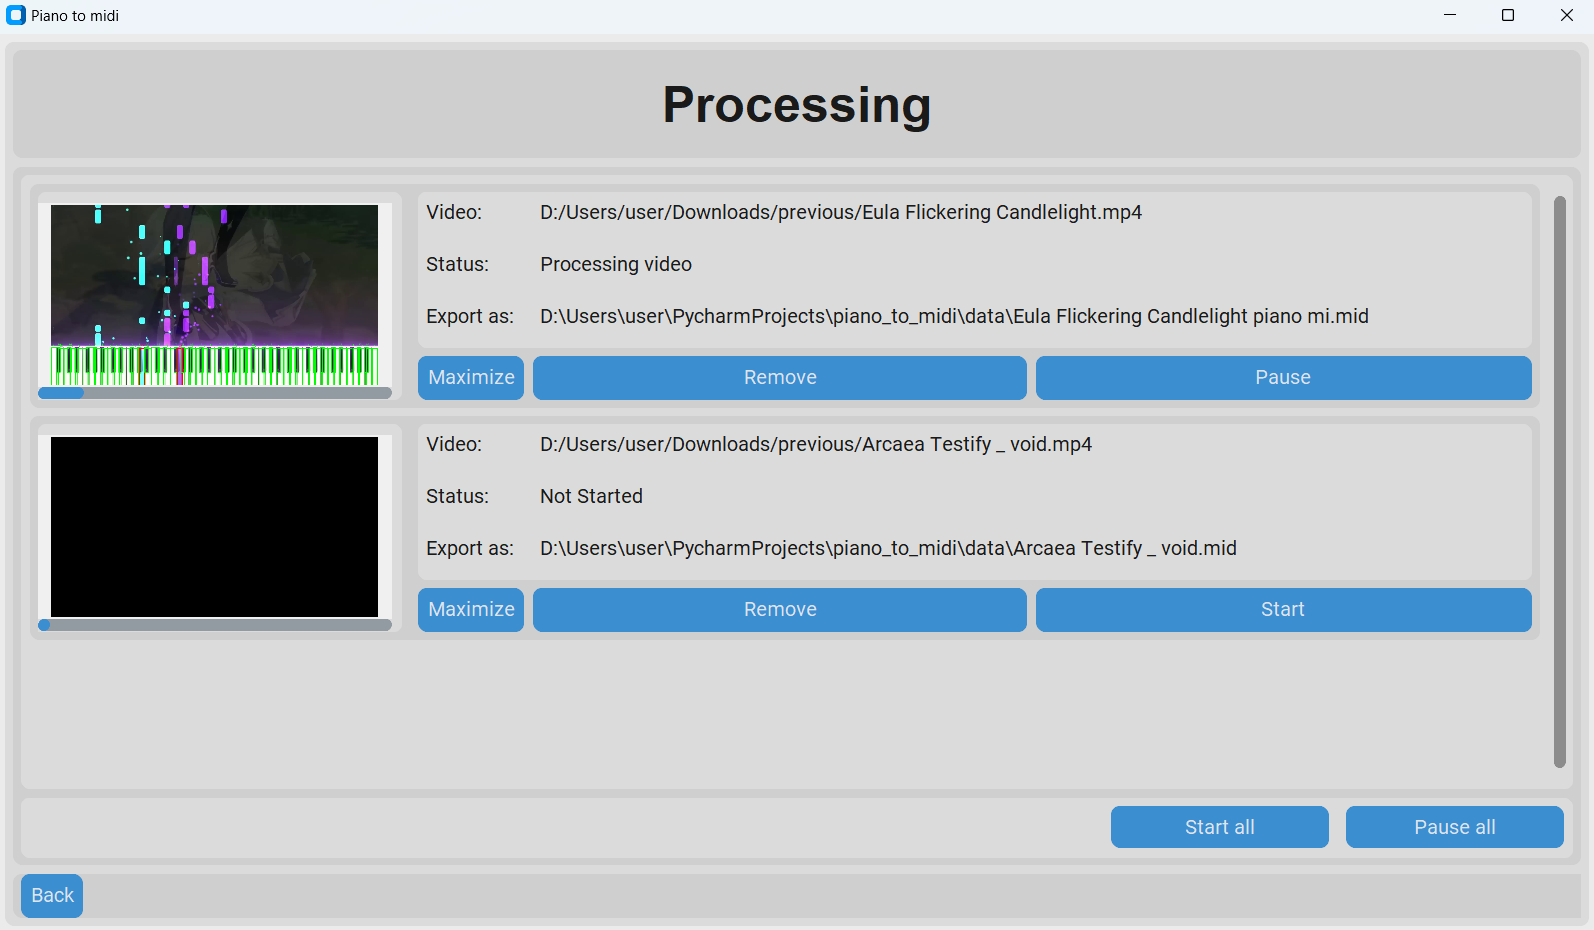 Piano to midi
Processing
Video: D:/Users/user/Downloads/previous/Eula Flickering Candlelight.mp4
Status: Processing video
Export as: D:\Users\user\PycharmProjects\piano_to_midi\data\Eula Flickering Candlelight piano mi.mid
Maximize Remove Pause
Video: D:/Users/user/Downloads/previous/Arcaea Testify _ void.mp4
Status: Not Started
Export as: D:\Users\user\PycharmProjects\piano_to_midi\data\Arcaea Testify _ void.mid
Maximize Remove Start
Start all Pause all
Back